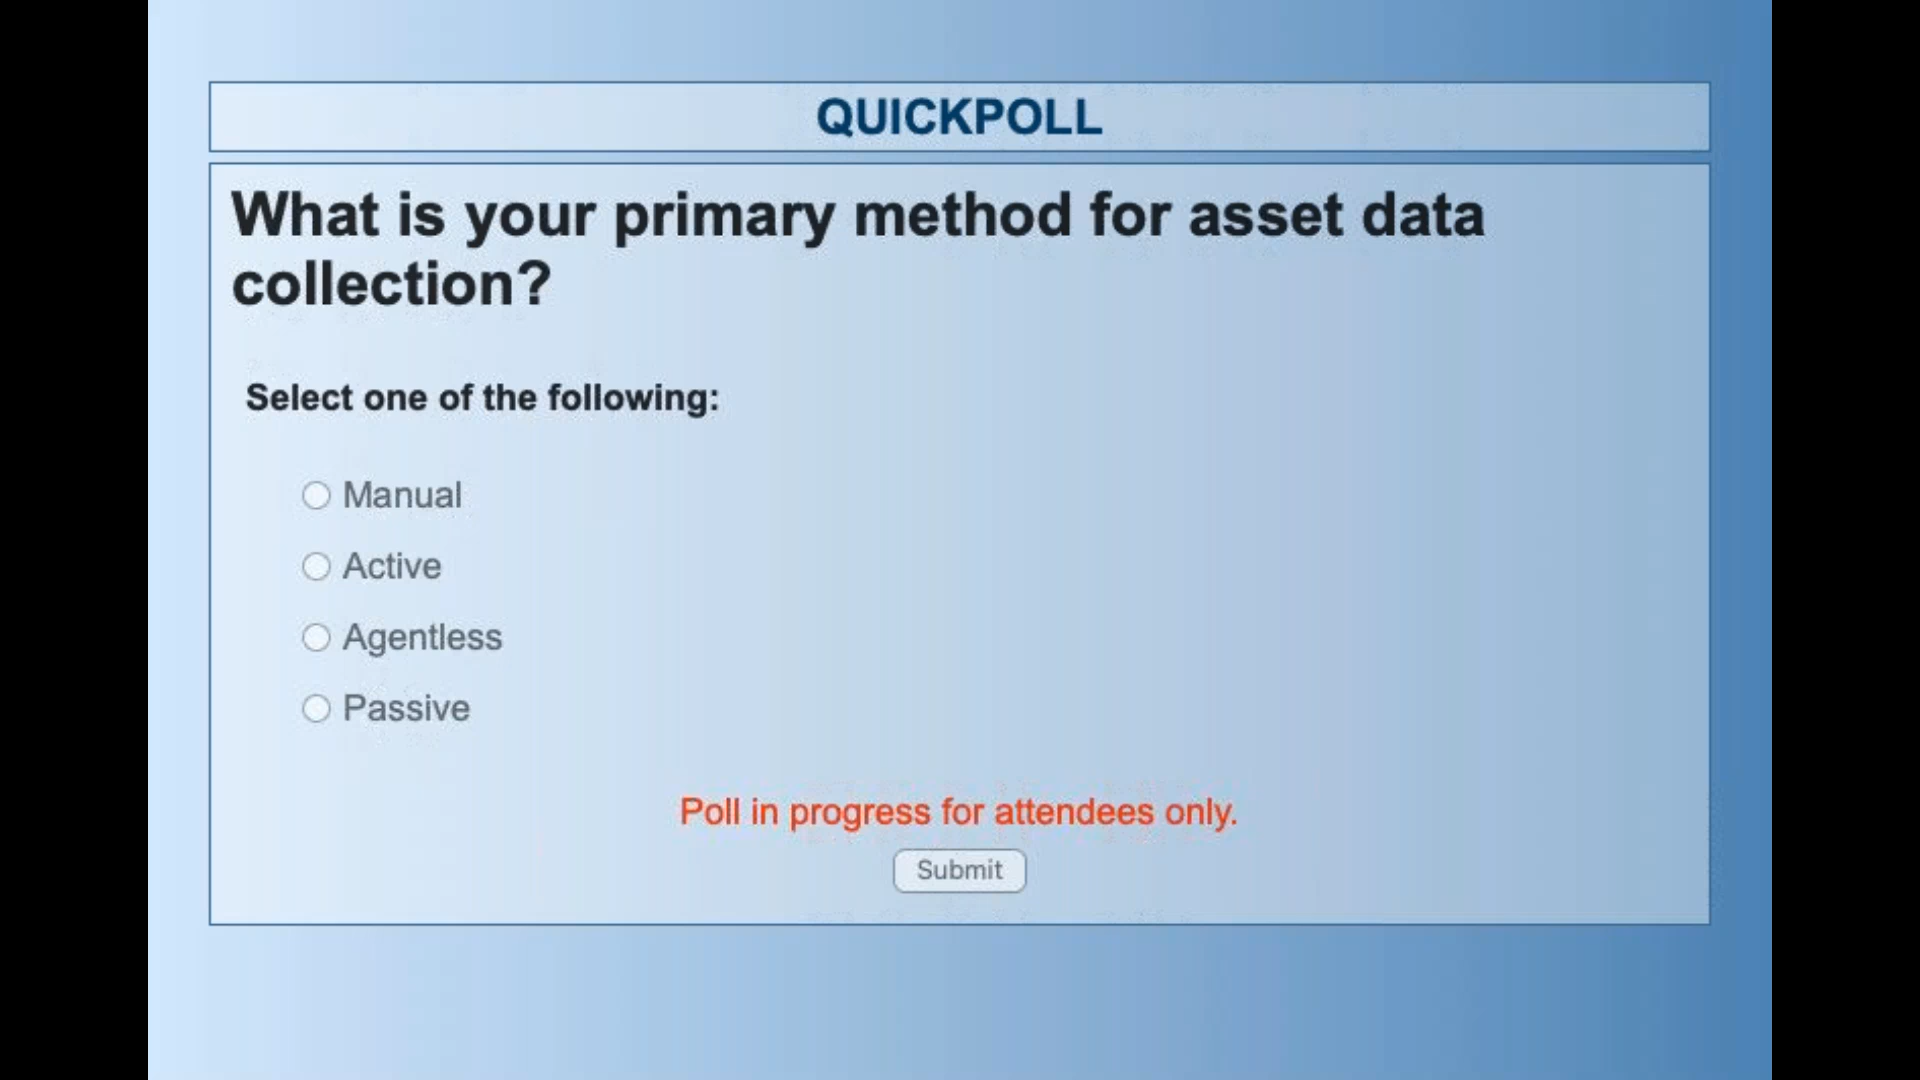 QUICKPOLL
What is your primary method for asset data
collection?
Select one of the following:
Manual
Active
Agentless
Passive
Poll in progress for attendees only.
Submit